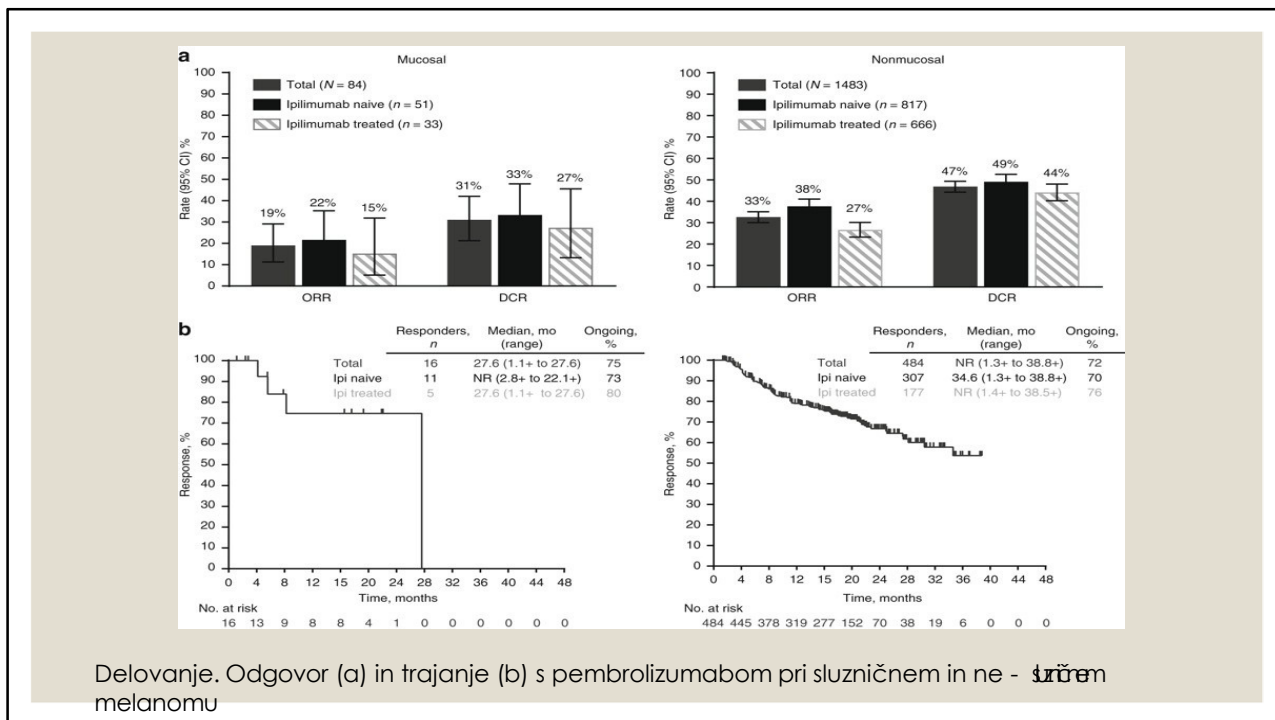 a
Mucosal
100
90
80
70
60
50
40
30
20
10
0
Rate (95% CI) %
Total (N = 84)
Ipilimumab naive (n = 51)
Ipilimumab treated (n = 33)
19%
22%
15%
31%
33%
27%
ORR DCR
Nonmucosal
100
90
80
70
60
50
40
30
20
10
0
Rate (95% CI) %
Total (N = 1483)
Ipilimumab naive (n = 817)
Ipilimumab treated (n = 666)
33%
38%
27%
47%
49%
44%
ORR DCR
b
Responders, n Median, mo (range) Ongoing, %
Total 16 27.6 (1.1+ to 27.6) 75
Ipi naive 11 NR (2.8+ to 22.1+) 73
Ipi treated 5 27.6 (1.1+ to 27.6) 80
100
90
80
70
60
50
40
30
20
10
0
Response, %
0 4 8 12 16 20 24 28 32 36 40 44 48
Time, months
No. at risk
16 13 9 8 8 4 1 0 0 0 0 0 0
Responders, n Median, mo (range) Ongoing, %
Total 484 NR (1.3+ to 38.8+) 72
Ipi naive 307 34.6 (1.3+ to 38.8+) 70
Ipi treated 177 NR (1.4+ to 38.5+) 76
100
90
80
70
60
50
40
30
20
10
0
Response, %
0 4 8 12 16 20 24 28 32 36 40 44 48
Time, months
No. at risk
484 445 378 319 277 152 70 38 19 6 0 0 0
Delovanje. Odgovor (a) in trajanje (b) s pembrolizumabom pri sluzničnem in ne -
melanomu